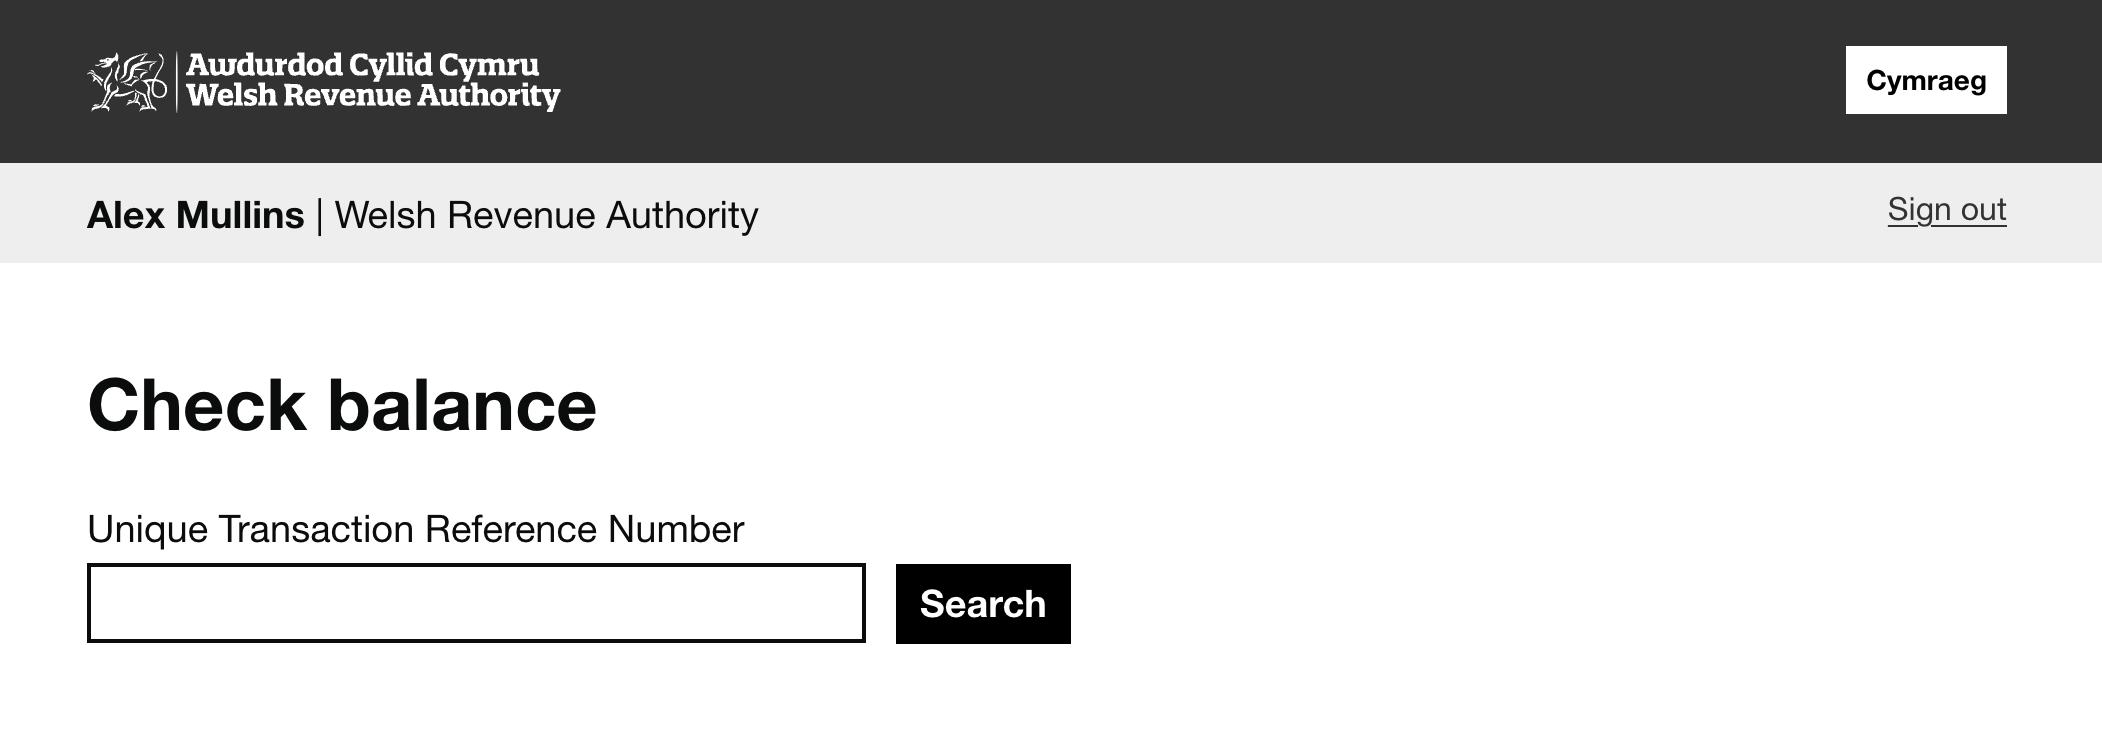 Awdurdod Cyllid Cymru
Welsh Revenue Authority
Cymraeg
Alex Mullins | Welsh Revenue Authority
Sign out
Check balance
Unique Transaction Reference Number
Search